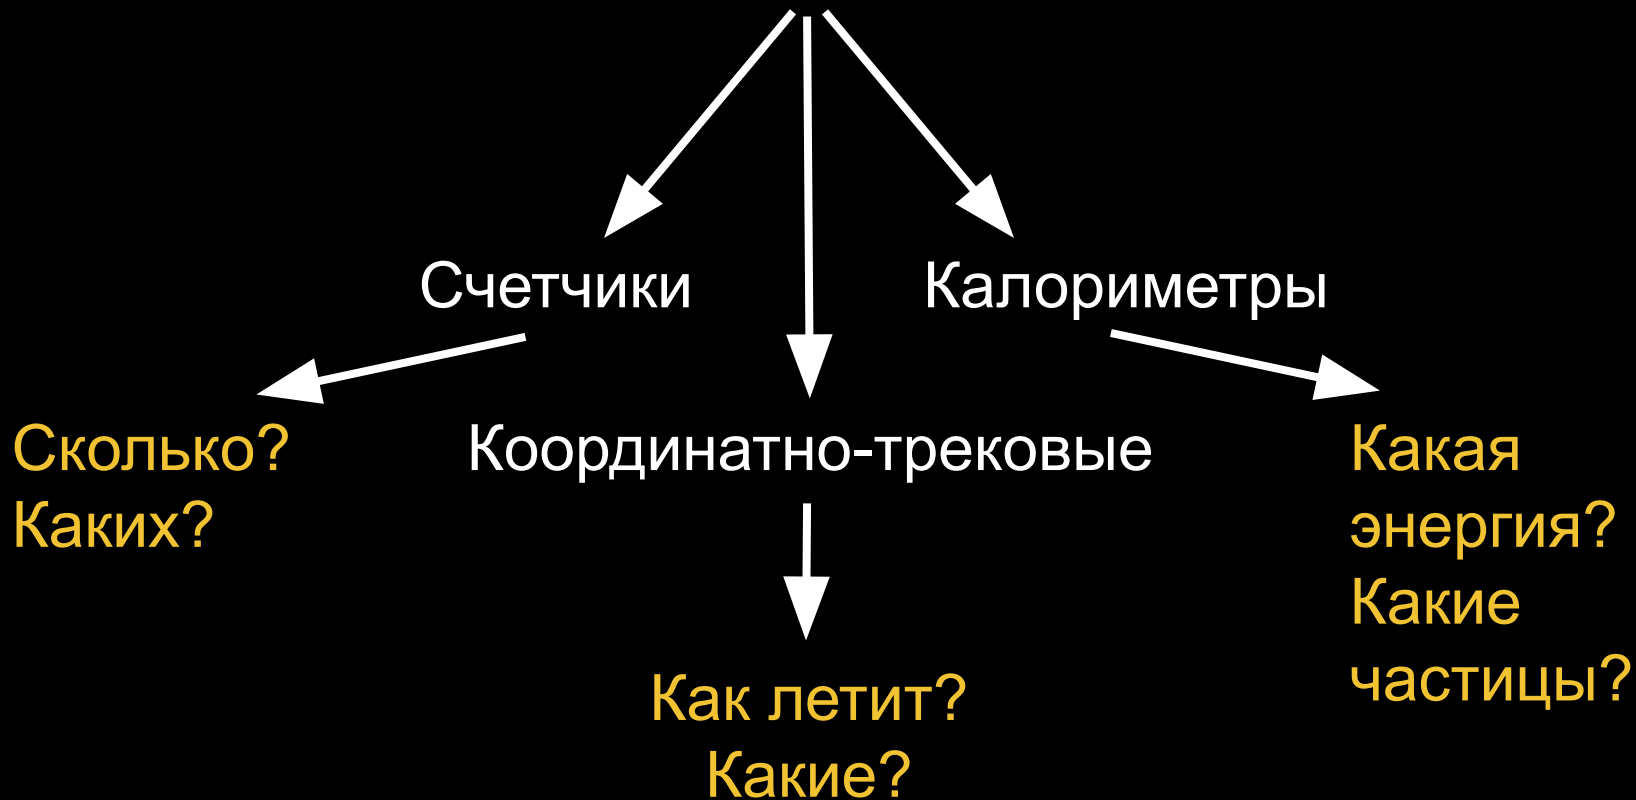 Счетчики
Калориметры
Сколько?
Каких?
Координатно-трековые
Какая
энергия?
Какие
частицы?
Как летит?
Какие?